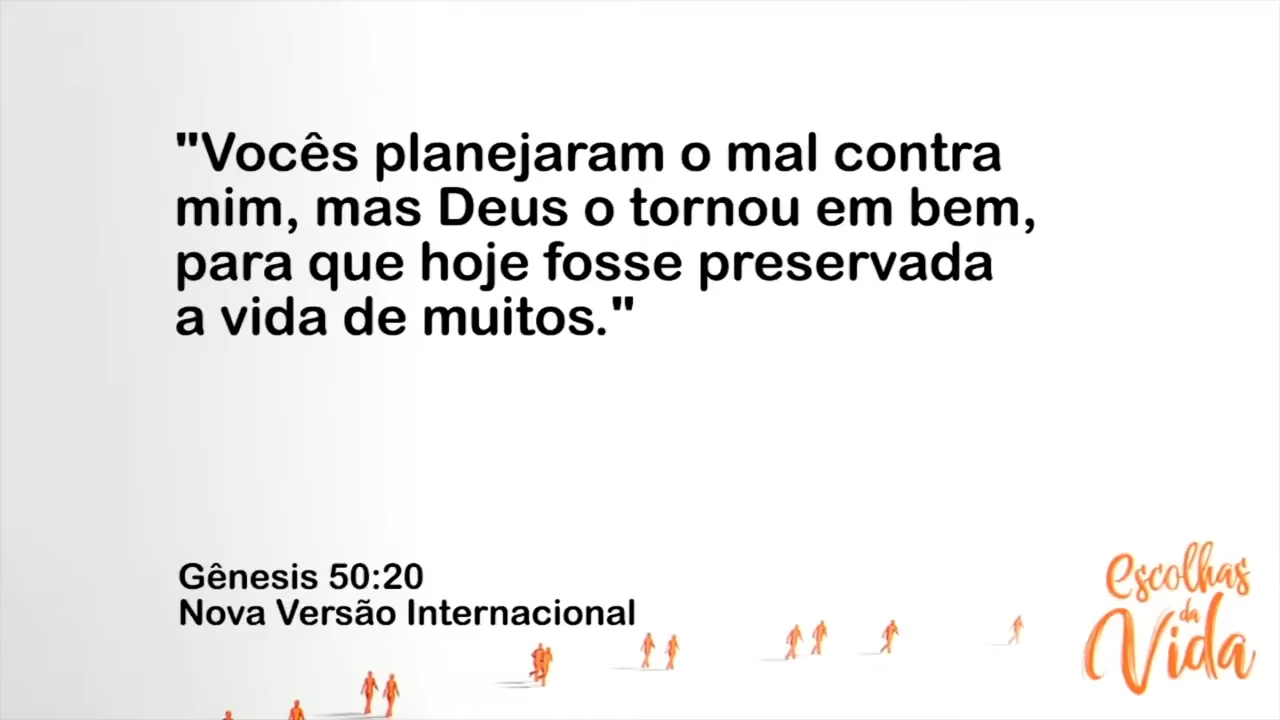 "Vocês planejaram o mal contra
mim, mas Deus o tornou em bem,
para que hoje fosse preservada
a vida de muitos."
Gênesis 50:20
Nova Versão Internacional
Escolhas
da
Vida